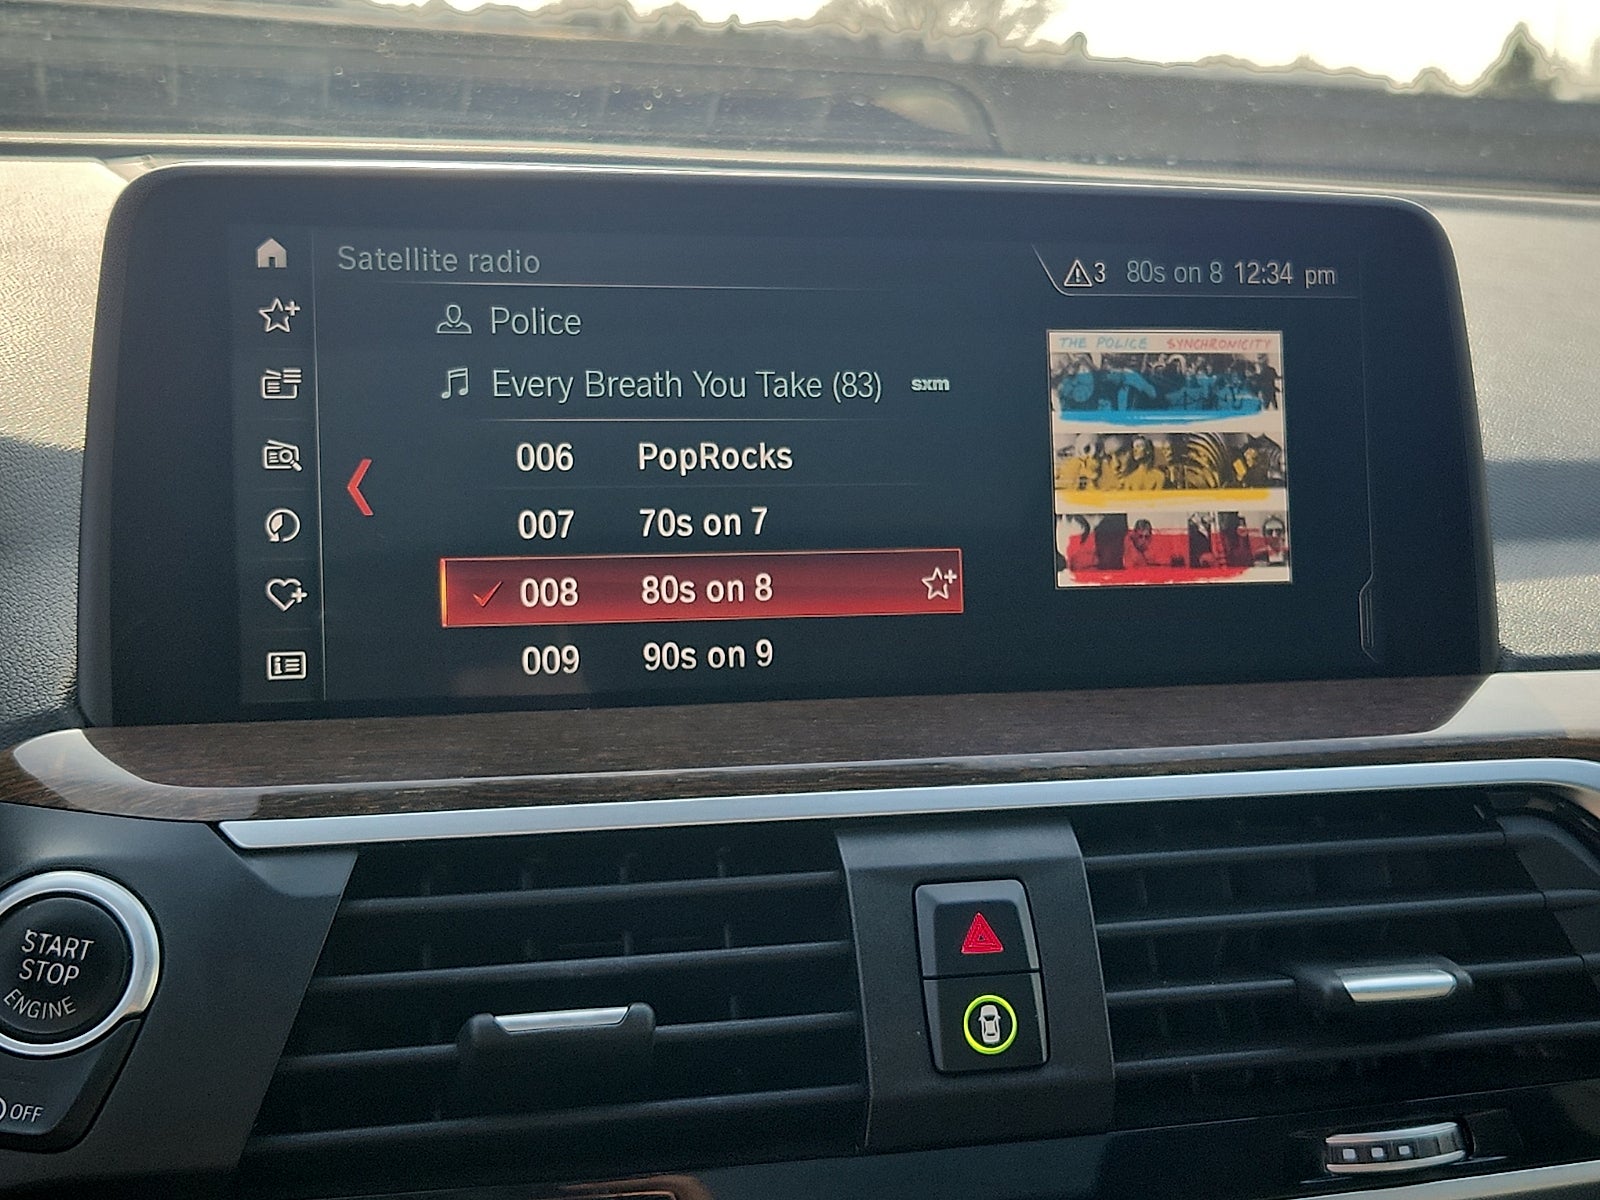 Satellite radio
3 80s on 8 12:34 pm
Police
Every Breath You Take (83) sxm
THE POLICE SYNCHRONICITY
006 PopRocks
007 70s on 7
008 80s on 8
009 90s on 9
START
STOP
ENGINE
OFF